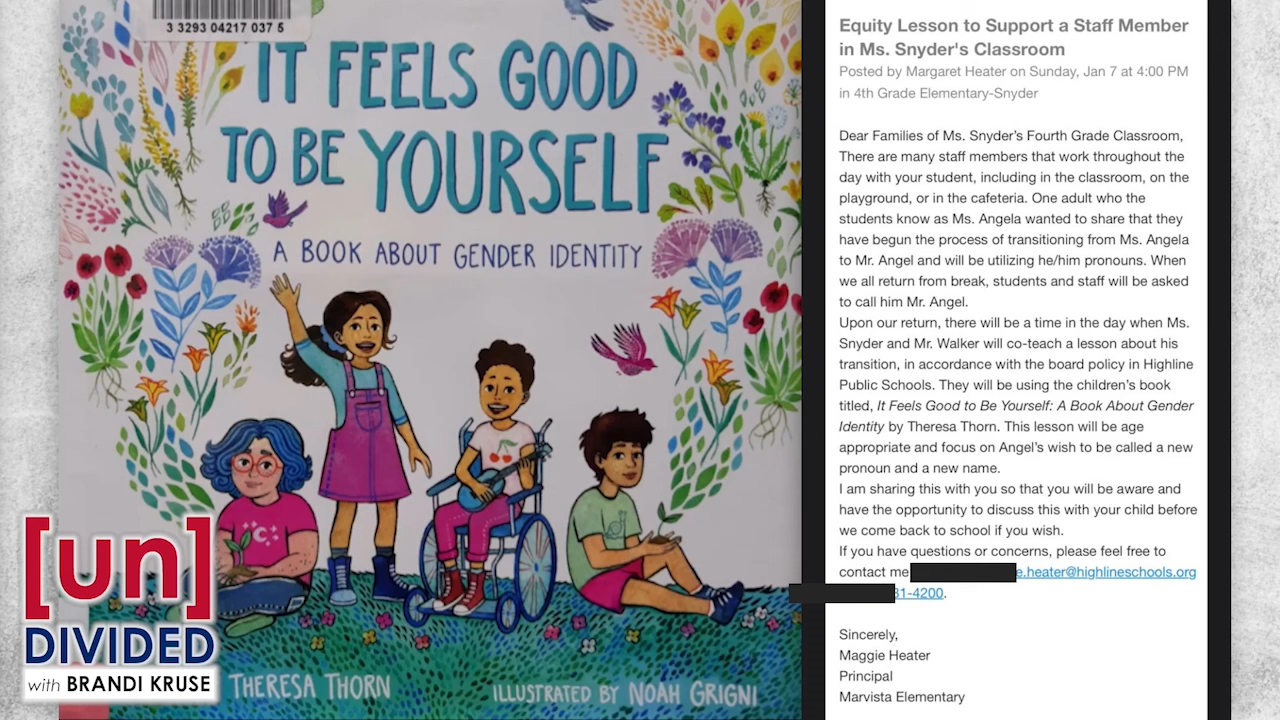 3 3293 04217 037 5
IT FEELS GOOD
TO BE YOURSELF
A BOOK ABOUT GENDER IDENTITY
THERESA THORN
ILLUSTRATED BY NOAH GRIGNI
[un]
DIVIDED
with BRANDI KRUSE
Equity Lesson to Support a Staff Member
in Ms. Snyder's Classroom
Posted by Margaret Heater on Sunday, Jan 7 at 4:00 PM
in 4th Grade Elementary-Snyder
Dear Families of Ms. Snyder's Fourth Grade Classroom,
There are many staff members that work throughout the
day with your student, including in the classroom, on the
playground, or in the cafeteria. One adult who the
students know as Ms. Angela wanted to share that they
have begun the process of transitioning from Ms. Angela
to Mr. Angel and will be utilizing he/him pronouns. When
we all return from break, students and staff will be asked
to call him Mr. Angel.
Upon our return, there will be a time in the day when Ms.
Snyder and Mr. Walker will co-teach a lesson about his
transition, in accordance with the board policy in Highline
Public Schools. They will be using the children's book
titled, It Feels Good to Be Yourself: A Book About Gender
Identity by Theresa Thorn. This lesson will be age
appropriate and focus on Angel's wish to be called a new
pronoun and a new name.
I am sharing this with you so that you will be aware and
have the opportunity to discuss this with your child before
we come back to school if you wish.
If you have questions or concerns, please feel free to
contact me e.heater@highlineschools.org
31-4200.
Sincerely,
Maggie Heater
Principal
Marvista Elementary